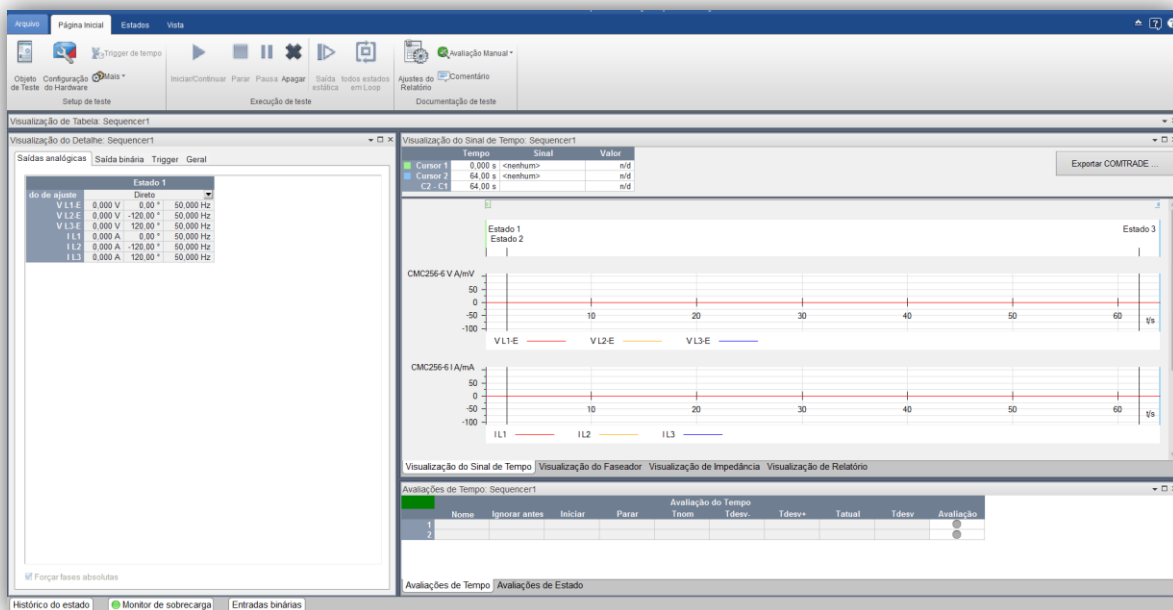 Arquivo Página Inicial Estados Vista
Trigger de tempo
Avaliação Manual
Objeto de Teste
Configuração do Hardware
Mais
Iniciar/Continuar Parar Pausa Apagar
Saída estática
todos estados em Loop
Ajustes do Relatório
Comentário
Setup de teste Execução de teste Documentação de teste
Visualização de Tabela: Sequencer1
Visualização do Detalhe: Sequencer1
Saídas analógicas Saída binária Trigger Geral
Estado 1
do de ajuste Direto
V L1-E 0,000 V 0,00 ° 50,000 Hz
V L2-E 0,000 V -120,00 ° 50,000 Hz
V L3-E 0,000 V 120,00 ° 50,000 Hz
I L1 0,000 A 0,00 ° 50,000 Hz
I L2 0,000 A -120,00 ° 50,000 Hz
I L3 0,000 A 120,00 ° 50,000 Hz
Forçar fases absolutas
Visualização do Sinal de Tempo: Sequencer1
Tempo Sinal Valor
Cursor 1 0,000 s <nenhum> n/d
Cursor 2 64,00 s <nenhum> n/d
C2 - C1 64,00 s n/d
Exportar COMTRADE ...
Estado 1 Estado 3
Estado 2
CMC256-6 V A/mV
50
0
-50
-100
10 20 30 40 50 60 t/s
V L1-E V L2-E V L3-E
CMC256-6 I A/mA
50
0
-50
-100
10 20 30 40 50 60 t/s
I L1 I L2 I L3
Visualização do Sinal de Tempo Visualização do Faseador Visualização de Impedância Visualização de Relatório
Avaliações de Tempo: Sequencer1
Avaliação do Tempo
Nome Ignorar antes Iniciar Parar Tnom Tdesv- Tdesv+ Tatual Tdesv Avaliação
1
2
Avaliações de Tempo Avaliações de Estado
Histórico do estado Monitor de sobrecarga Entradas binárias